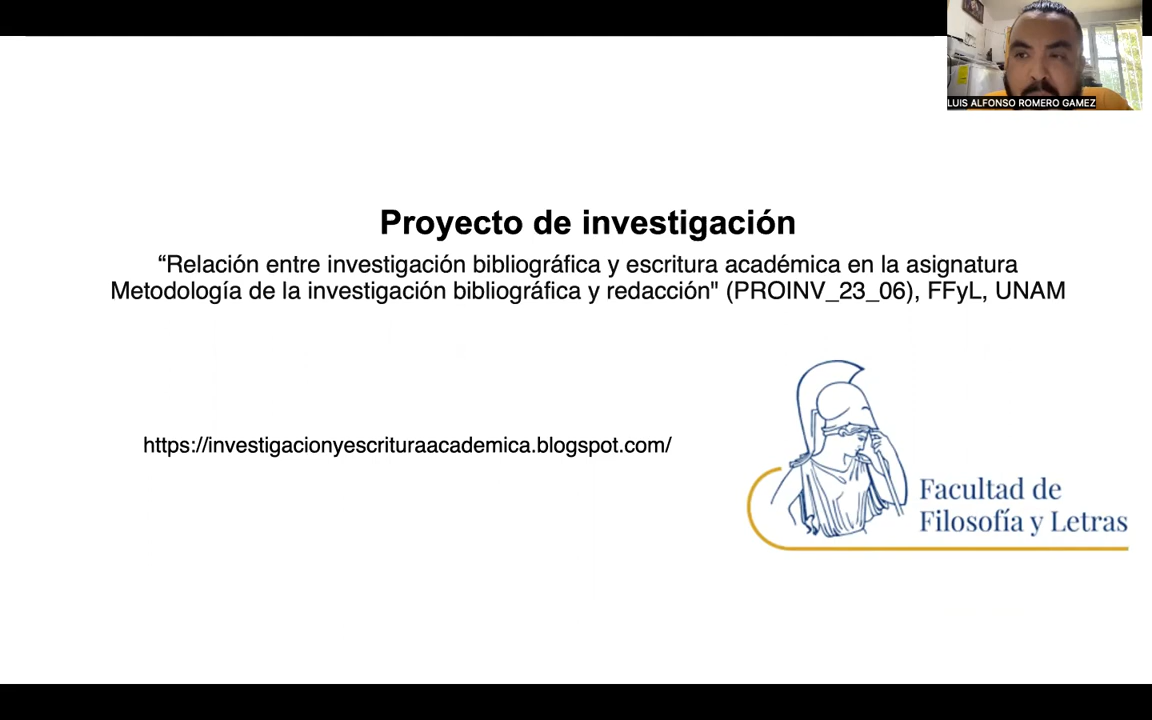 LUIS ALFONSO ROMERO GAMEZ
Proyecto de investigación
“Relación entre investigación bibliográfica y escritura académica en la asignatura
Metodología de la investigación bibliográfica y redacción" (PROINV_23_06), FFyL, UNAM
https://investigacionyescrituraacademica.blogspot.com/
Facultad de
Filosofía y Letras